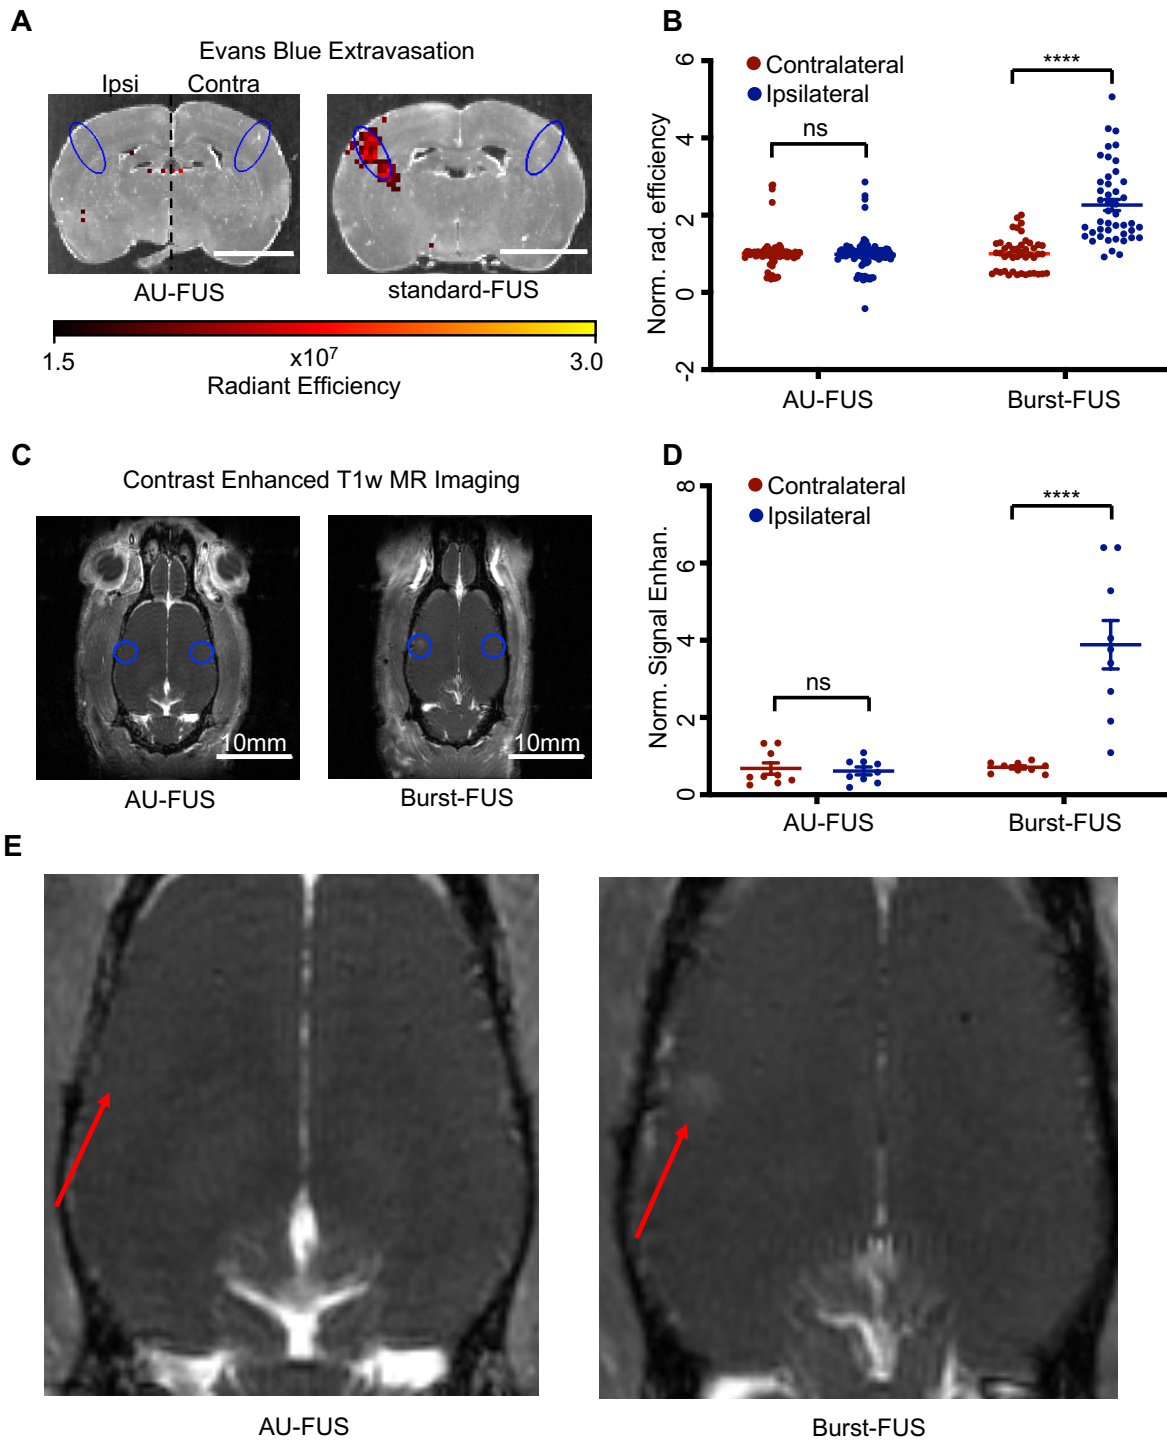 A
Evans Blue Extravasation
Ipsi
Contra
AU-FUS
standard-FUS
1.5
x10⁷
3.0
Radiant Efficiency
B
Contralateral
Ipsilateral
ns
****
Norm. rad. efficiency
6
4
2
0
-2
AU-FUS
Burst-FUS
C
Contrast Enhanced T1w MR Imaging
10mm
10mm
AU-FUS
Burst-FUS
D
Contralateral
Ipsilateral
ns
****
Norm. Signal Enhan.
8
6
4
2
0
AU-FUS
Burst-FUS
E
AU-FUS
Burst-FUS